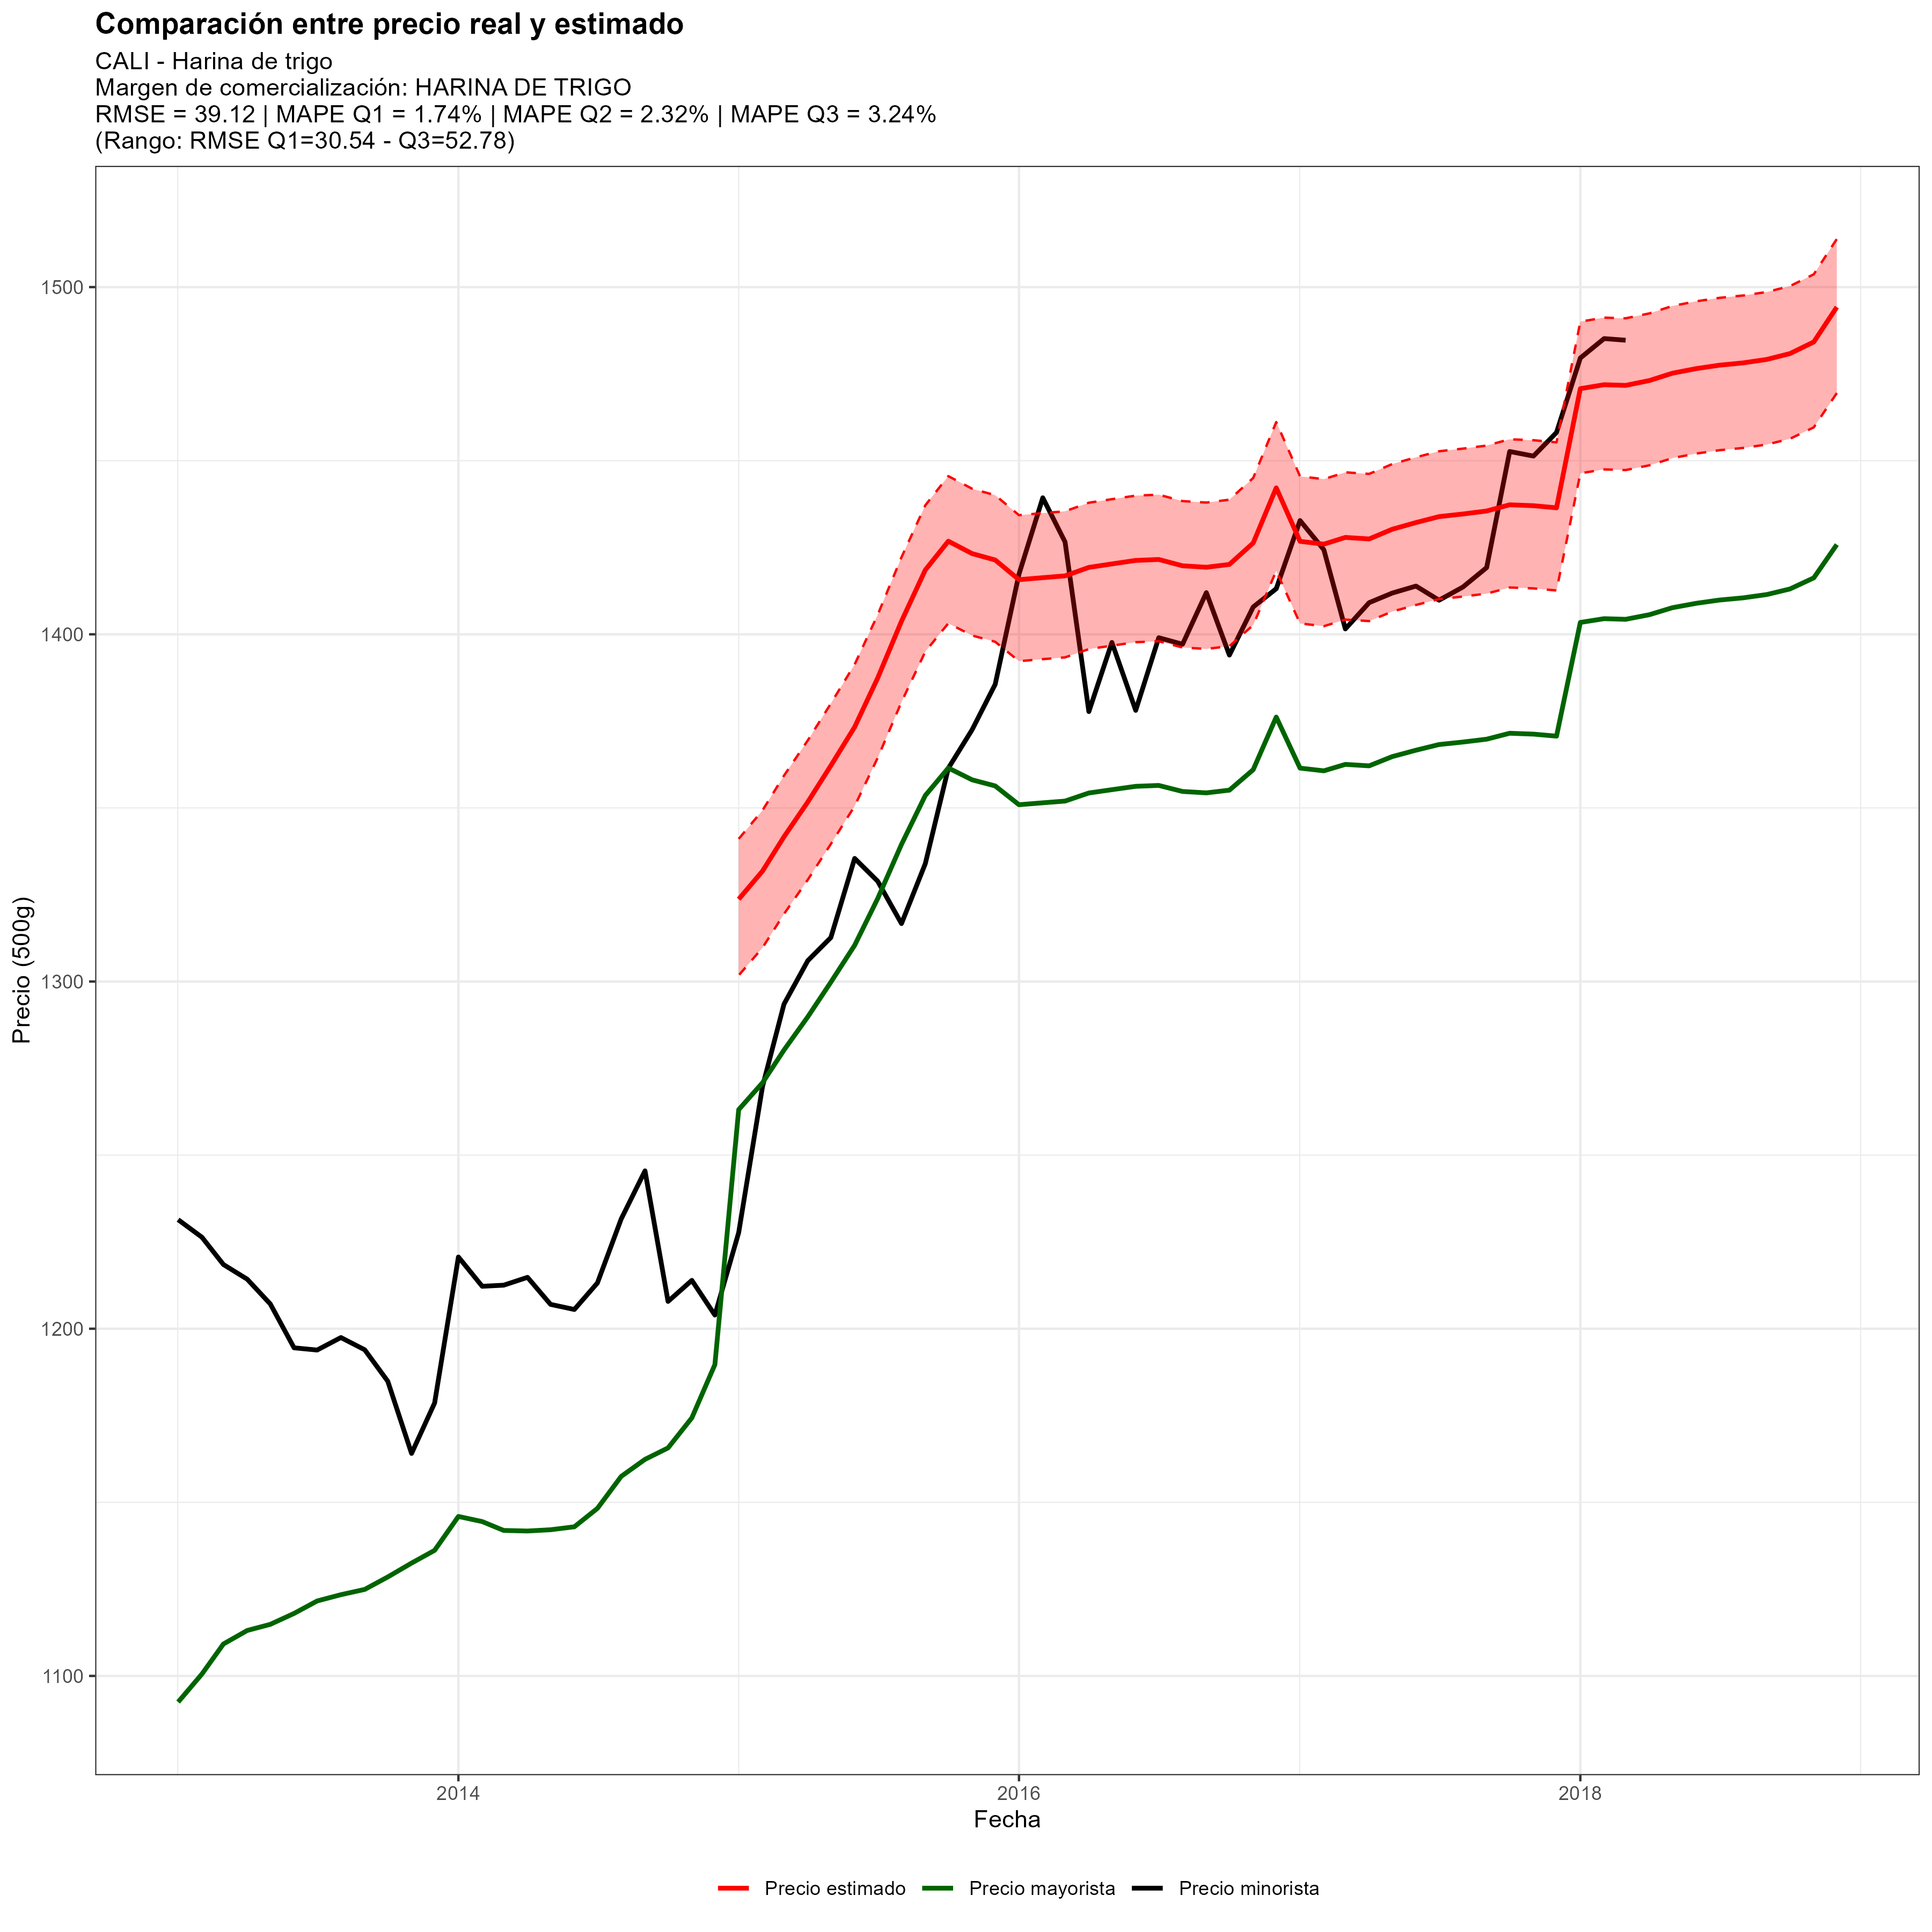 Comparación entre precio real y estimado
CALI - Harina de trigo
Margen de comercialización: HARINA DE TRIGO
RMSE = 39.12 | MAPE Q1 = 1.74% | MAPE Q2 = 2.32% | MAPE Q3 = 3.24%
(Rango: RMSE Q1=30.54 - Q3=52.78)
Precio (500g)
1500
1400
1300
1200
1100
2014
2016
2018
Fecha
Precio estimado
Precio mayorista
Precio minorista